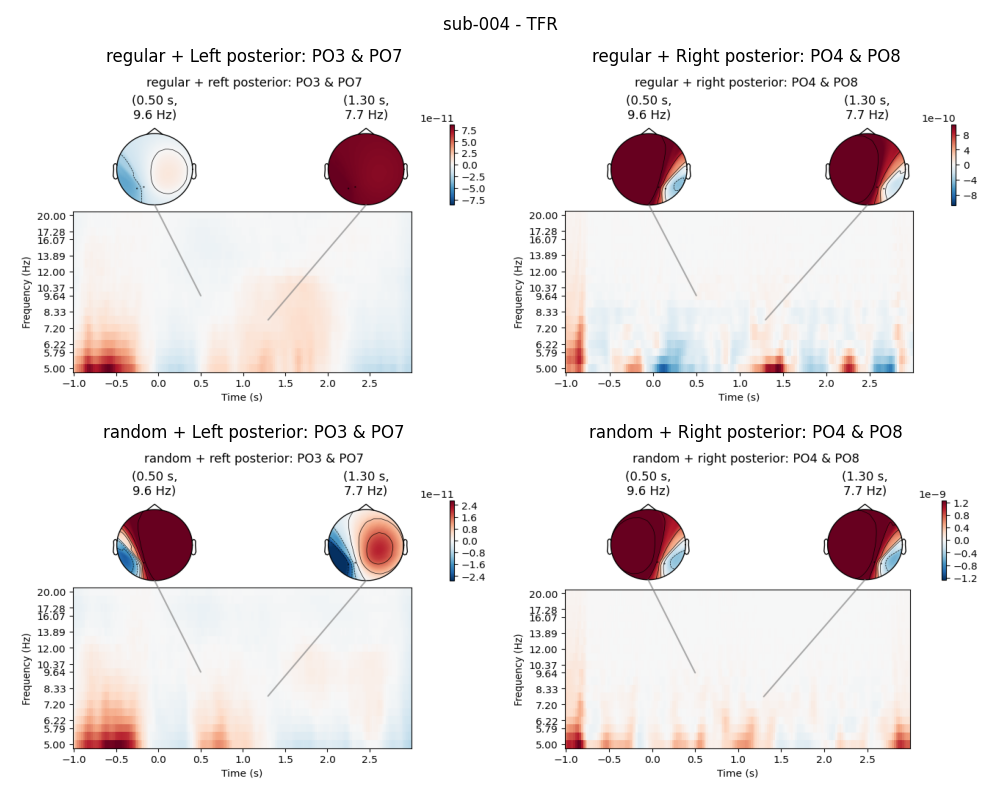 sub-004 - TFR
regular + Left posterior: PO3 & PO7
regular + reft posterior: PO3 & PO7
(0.50 s,
9.6 Hz)
(1.30 s,
7.7 Hz)
1e−11
7.5
5.0
2.5
0.0
−2.5
−5.0
−7.5
20.00
17.28
16.07
13.89
12.00
10.37
9.64
8.33
7.20
6.22
5.79
5.00
Frequency (Hz)
−1.0 −0.5 0.0 0.5 1.0 1.5 2.0 2.5
Time (s)
regular + Right posterior: PO4 & PO8
regular + right posterior: PO4 & PO8
(0.50 s,
9.6 Hz)
(1.30 s,
7.7 Hz)
1e−10
8
4
0
−4
−8
20.00
17.28
16.07
13.89
12.00
10.37
9.64
8.33
7.20
6.22
5.79
5.00
Frequency (Hz)
−1.0 −0.5 0.0 0.5 1.0 1.5 2.0 2.5
Time (s)
random + Left posterior: PO3 & PO7
random + reft posterior: PO3 & PO7
(0.50 s,
9.6 Hz)
(1.30 s,
7.7 Hz)
1e−11
2.4
1.6
0.8
0.0
−0.8
−1.6
−2.4
20.00
17.28
16.07
13.89
12.00
10.37
9.64
8.33
7.20
6.22
5.79
5.00
Frequency (Hz)
−1.0 −0.5 0.0 0.5 1.0 1.5 2.0 2.5
Time (s)
random + Right posterior: PO4 & PO8
random + right posterior: PO4 & PO8
(0.50 s,
9.6 Hz)
(1.30 s,
7.7 Hz)
1e−9
1.2
0.8
0.4
0.0
−0.4
−0.8
−1.2
20.00
17.28
16.07
13.89
12.00
10.37
9.64
8.33
7.20
6.22
5.79
5.00
Frequency (Hz)
−1.0 −0.5 0.0 0.5 1.0 1.5 2.0 2.5
Time (s)